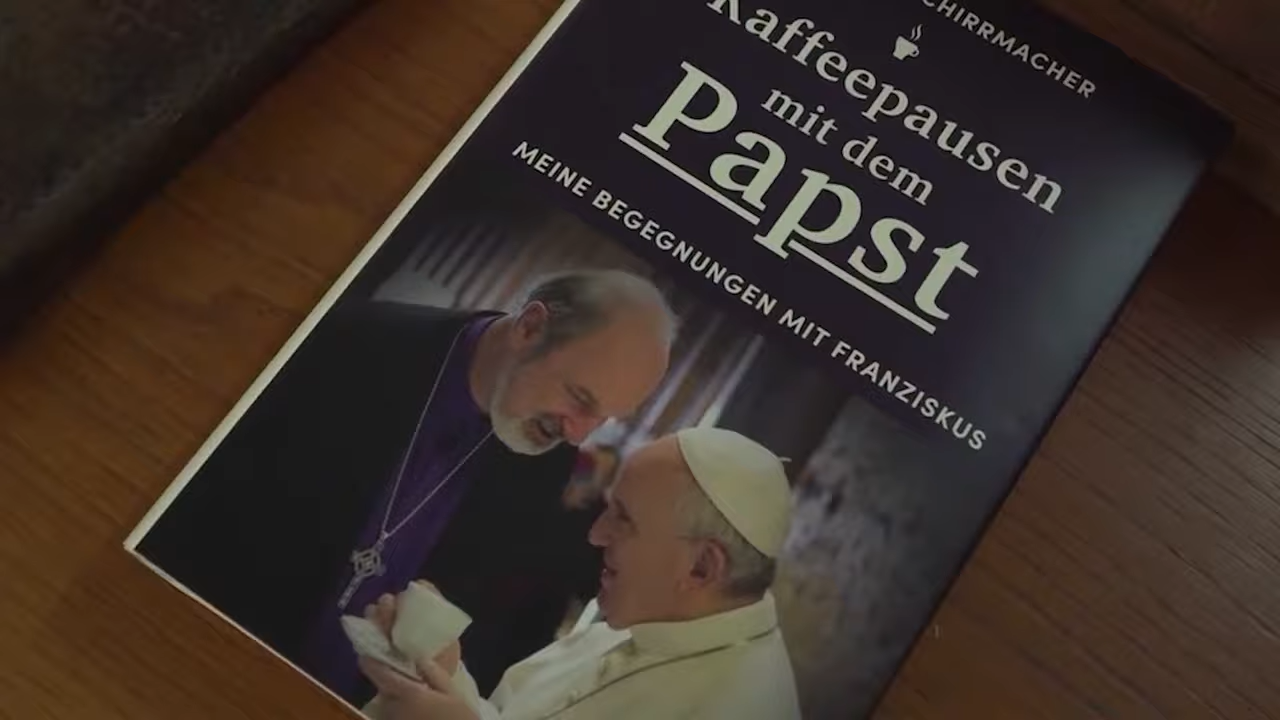 CHIRRMACHER
Kaffeepausen
mit dem
Papst
MEINE BEGEGNUNGEN MIT FRANZISKUS